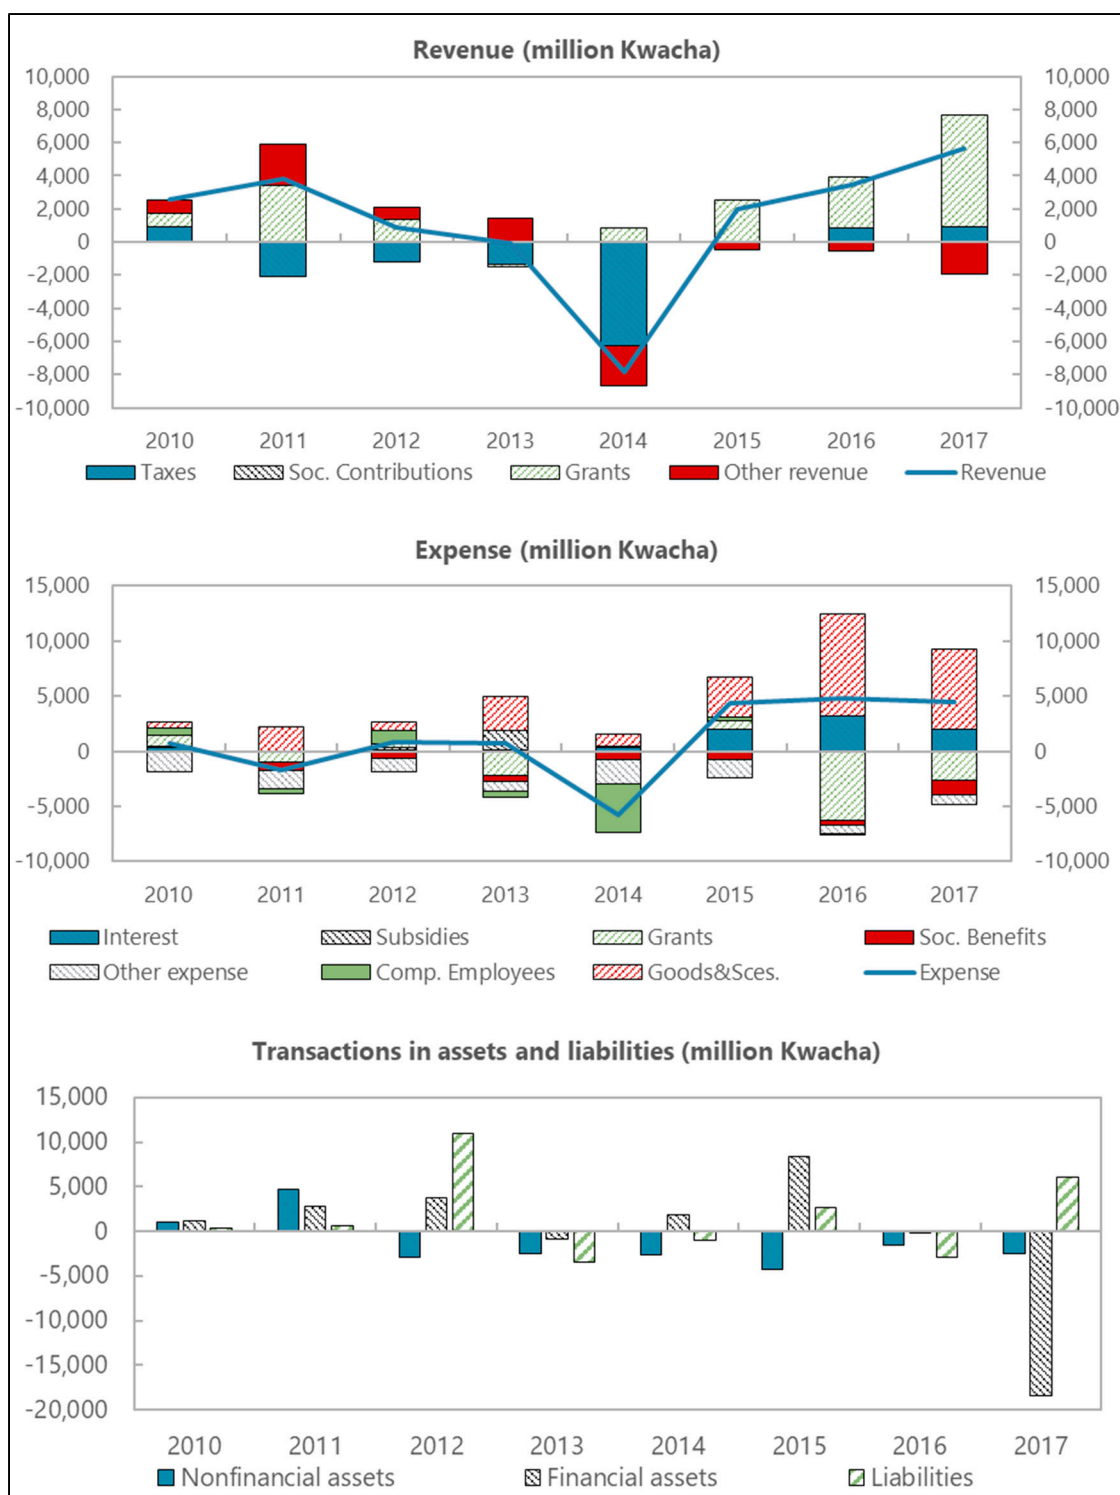 Revenue (million Kwacha)
10,000 10,000
8,000 8,000
6,000 6,000
4,000 4,000
2,000 2,000
0 0
-2,000 -2,000
-4,000 -4,000
-6,000 -6,000
-8,000 -8,000
-10,000 -10,000
2010 2011 2012 2013 2014 2015 2016 2017
Taxes Soc. Contributions Grants Other revenue Revenue
Expense (million Kwacha)
15,000 15,000
10,000 10,000
5,000 5,000
0 0
-5,000 -5,000
-10,000 -10,000
2010 2011 2012 2013 2014 2015 2016 2017
Interest Subsidies Grants Soc. Benefits
Other expense Comp. Employees Goods&Sces. Expense
Transactions in assets and liabilities (million Kwacha)
15,000
10,000
5,000
0
-5,000
-10,000
-15,000
-20,000
2010 2011 2012 2013 2014 2015 2016 2017
Nonfinancial assets Financial assets Liabilities